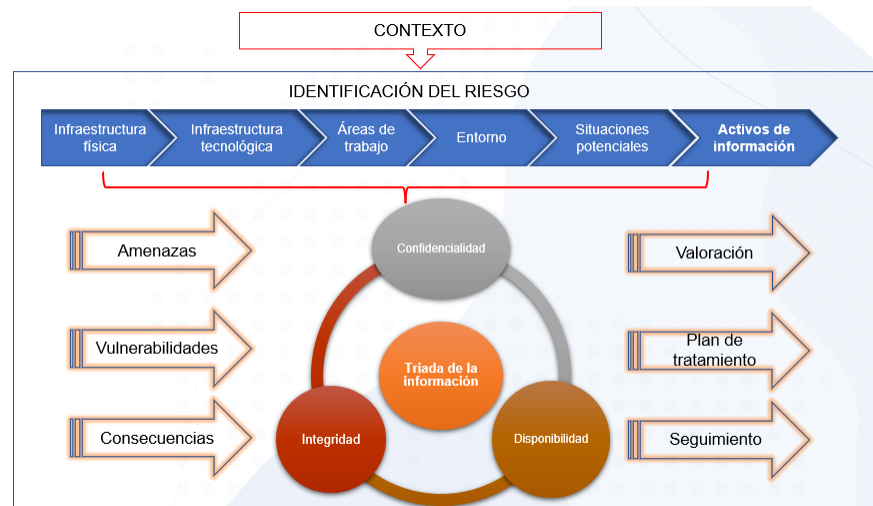 CONTEXTO
IDENTIFICACIÓN DEL RIESGO
Infraestructura
física
Infraestructura
tecnológica
Áreas de
trabajo
Entorno
Situaciones
potenciales
Activos de
información
Amenazas
Vulnerabilidades
Consecuencias
Confidencialidad
Triada de la
información
Integridad
Disponibilidad
Valoración
Plan de
tratamiento
Seguimiento